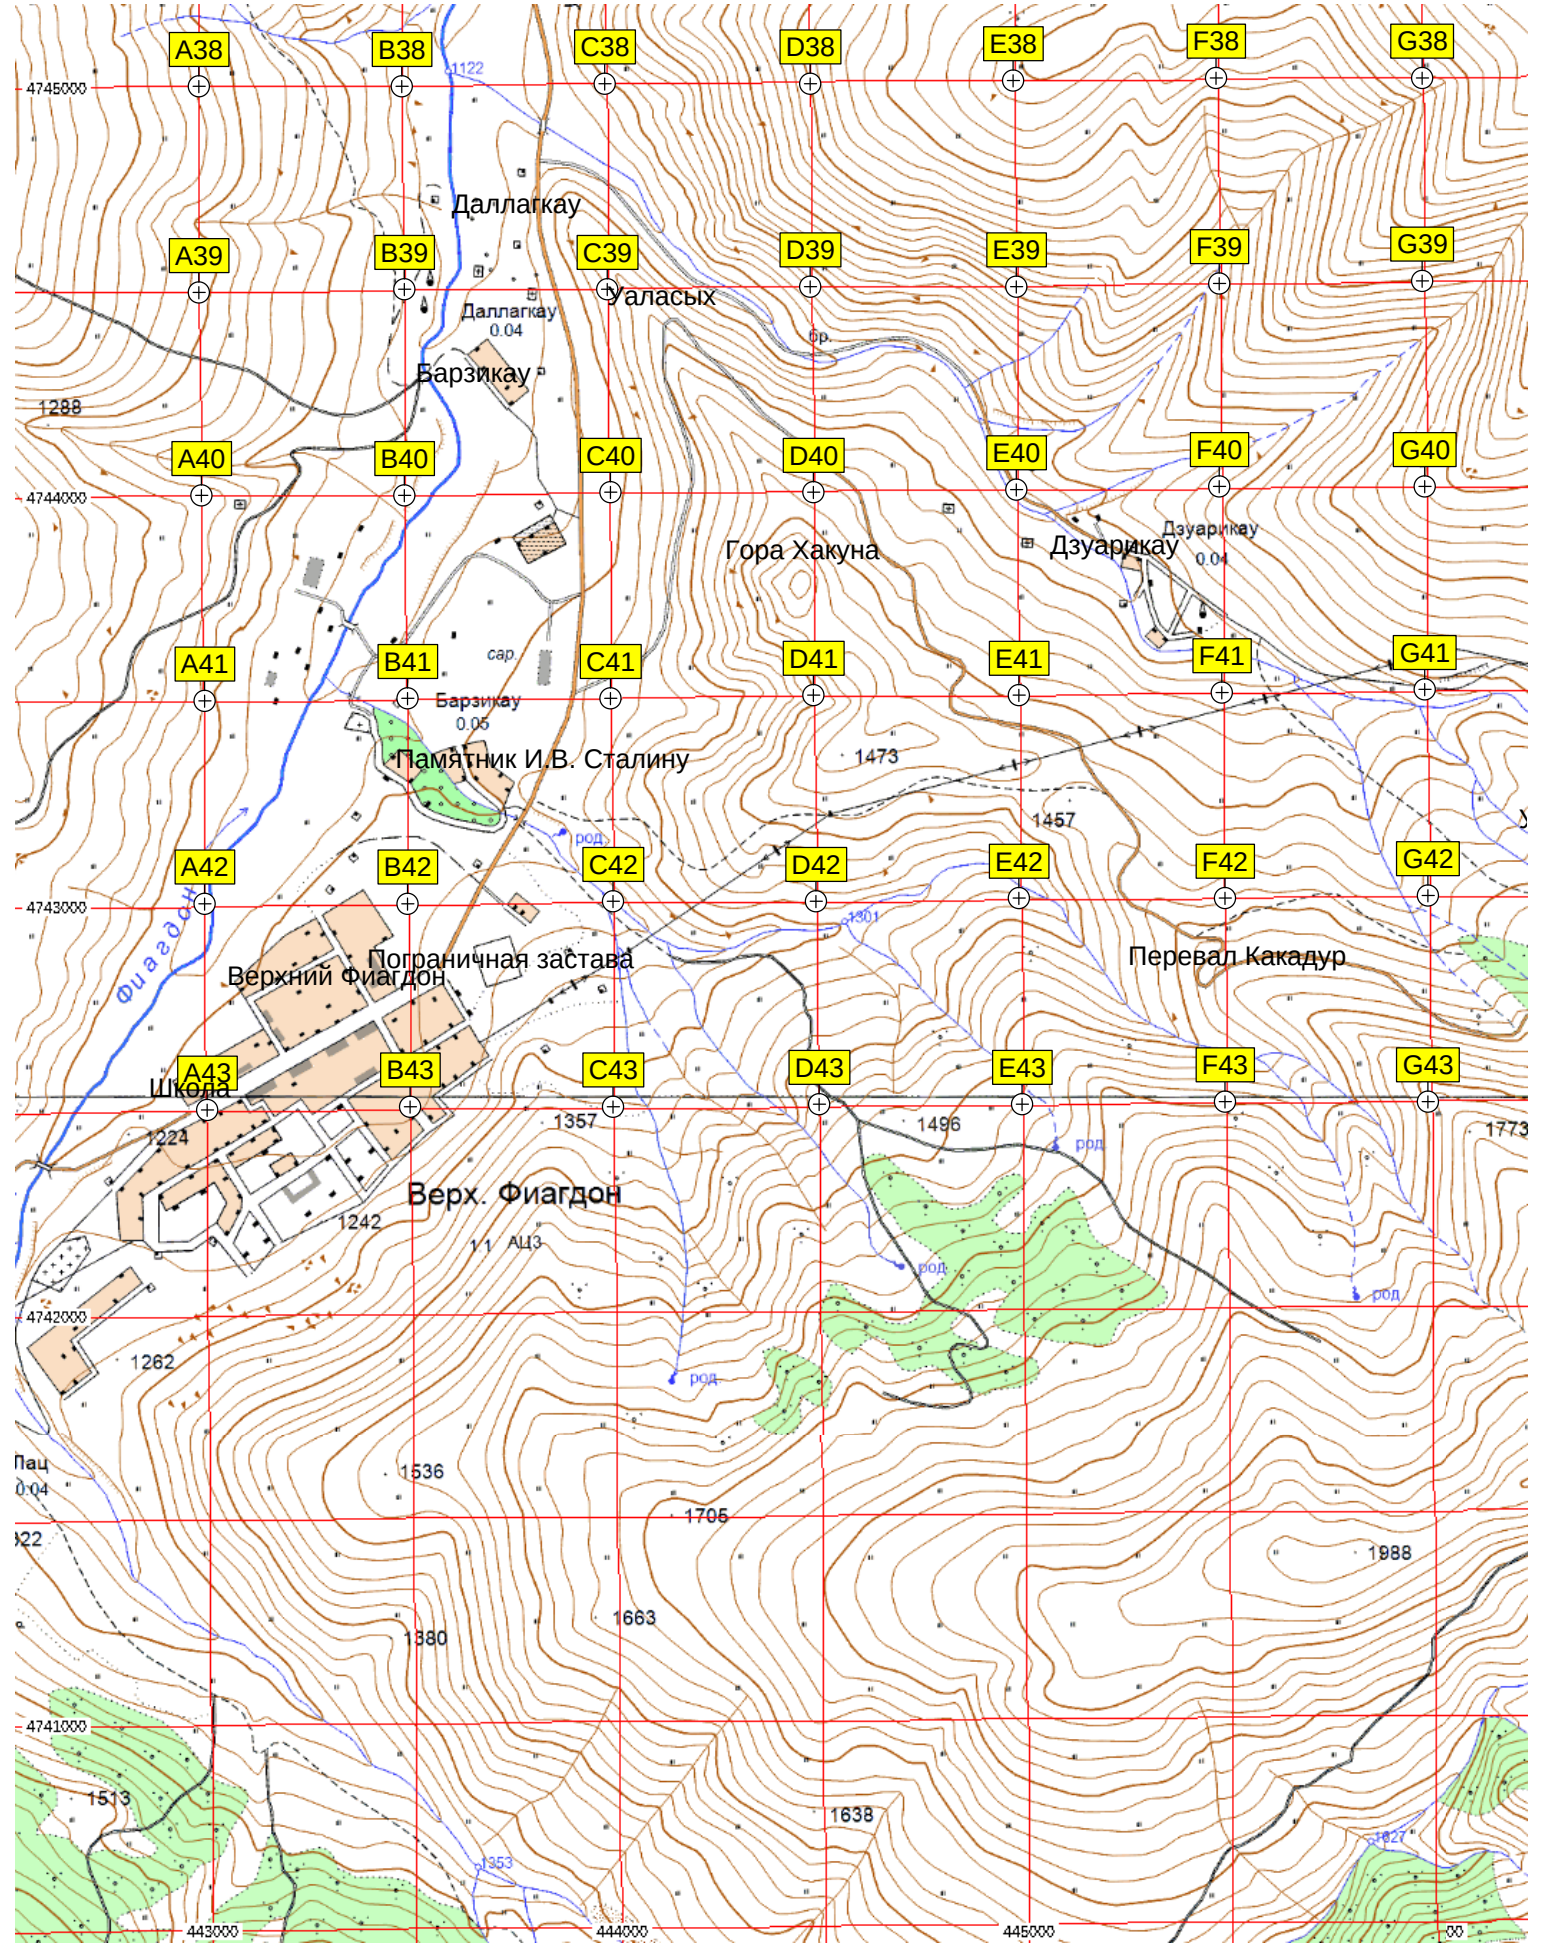 A38
B38
C38
D38
E38
F38
G38
1122
4745000
Даллагкау
A39
B39
C39
D39
E39
F39
G39
Уаласых
Даллагкау
0.04
бр.
Барзикау
1288
A40
B40
C40
D40
E40
F40
G40
4744000
Гора Хакуна
Дзуарикау
Дзуарикау
0.04
сар.
A41
B41
C41
D41
E41
F41
G41
Барзикау
0.05
Памятник И.В. Сталину
1473
1457
У
род.
A42
B42
C42
D42
E42
F42
G42
4743000
Фиагдон
1301
Пограничная застава
Верхний Фиагдон
Перевал Какадур
A43
B43
C43
D43
E43
F43
G43
Школа
1224
1357
1496
род.
1773
Верх. Фиагдон
1242
1.1 АЦЗ
род.
род.
4742000
1262
род.
Лац
0.04
1536
1705
322
1988
1663
1380
4741000
1513
1638
1627
1353
443000
444000
445000
00